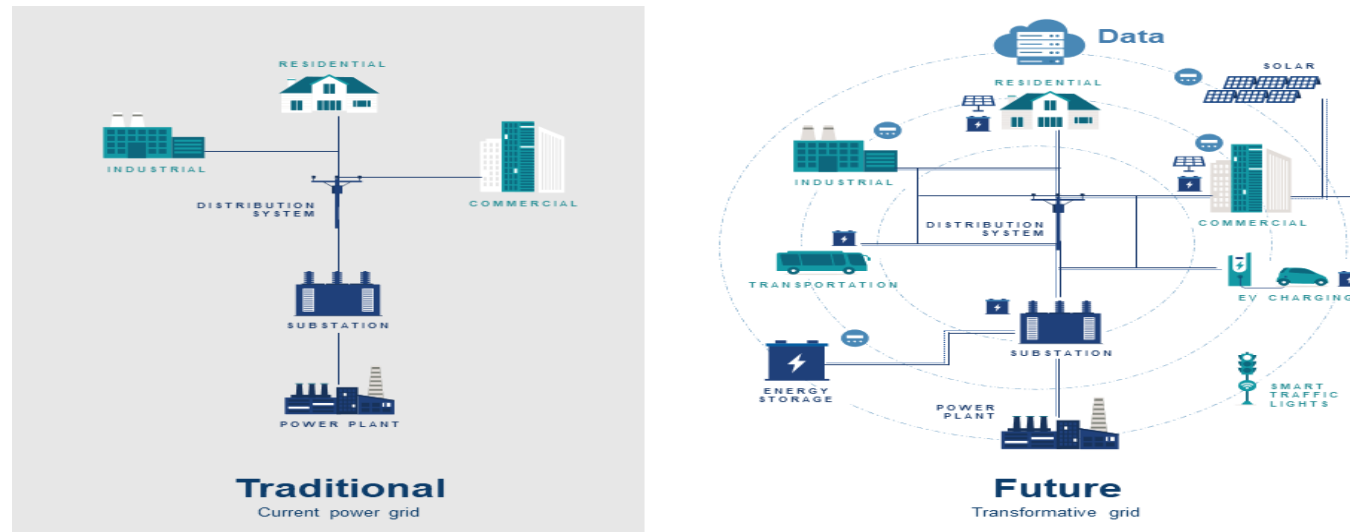 RESIDENTIAL
INDUSTRIAL
COMMERCIAL
DISTRIBUTION
SYSTEM
SUBSTATION
POWER PLANT
Traditional
Current power grid
Data
SOLAR
RESIDENTIAL
INDUSTRIAL
COMMERCIAL
DISTRIBUTION
SYSTEM
TRANSPORTATION
EV CHARGING
SUBSTATION
ENERGY
STORAGE
SMART
TRAFFIC
LIGHTS
POWER
PLANT
Future
Transformative grid